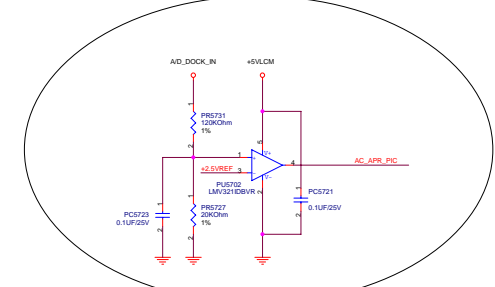 A/D_DOCK_IN
+5VLCM
1
PR5731
120KOhm
1%
2
5
V+
1
+
4
AC_APR_PIC
+2.5VREF
3
-
V-
PU5702
LMV321IDBVR
2
1
PC5721
0.1UF/25V
2
1
PC5723
0.1UF/25V
2
1
PR5727
20KOhm
1%
2